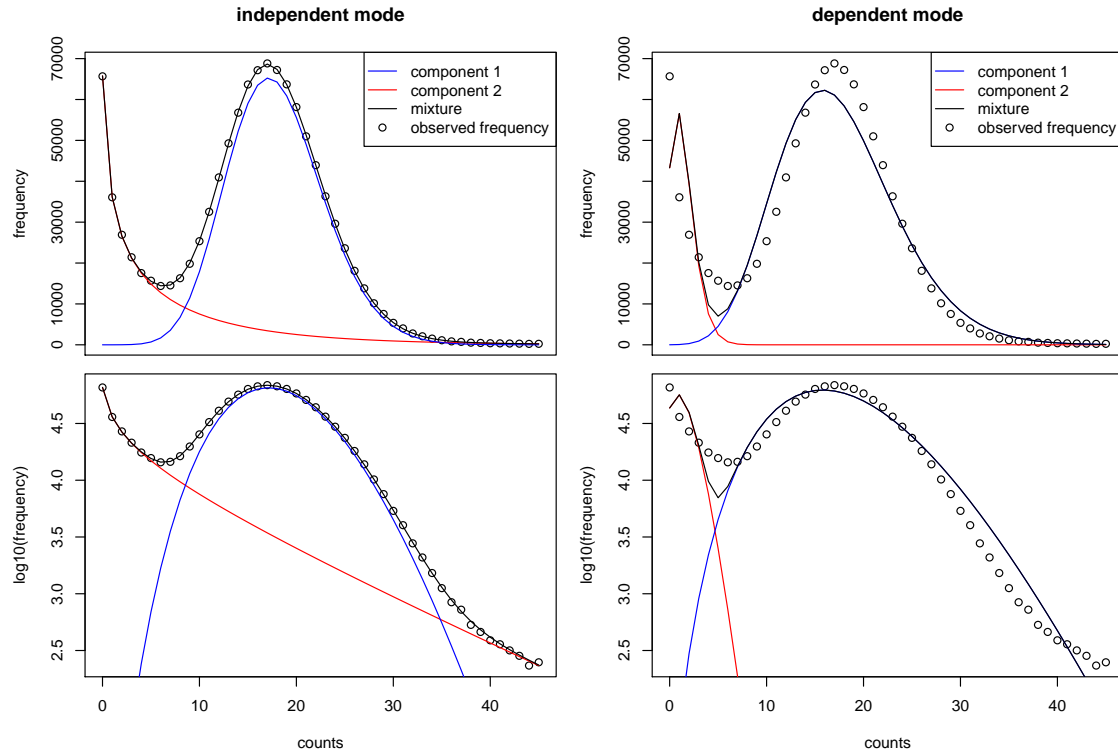 independent mode
dependent mode
frequency
0
10000
30000
50000
70000
component 1
component 2
mixture
observed frequency
frequency
0
10000
30000
50000
70000
component 1
component 2
mixture
observed frequency
log10(frequency)
2.5
3.0
3.5
4.0
4.5
0 10 20 30 40
counts
log10(frequency)
2.5
3.0
3.5
4.0
4.5
0 10 20 30 40
counts